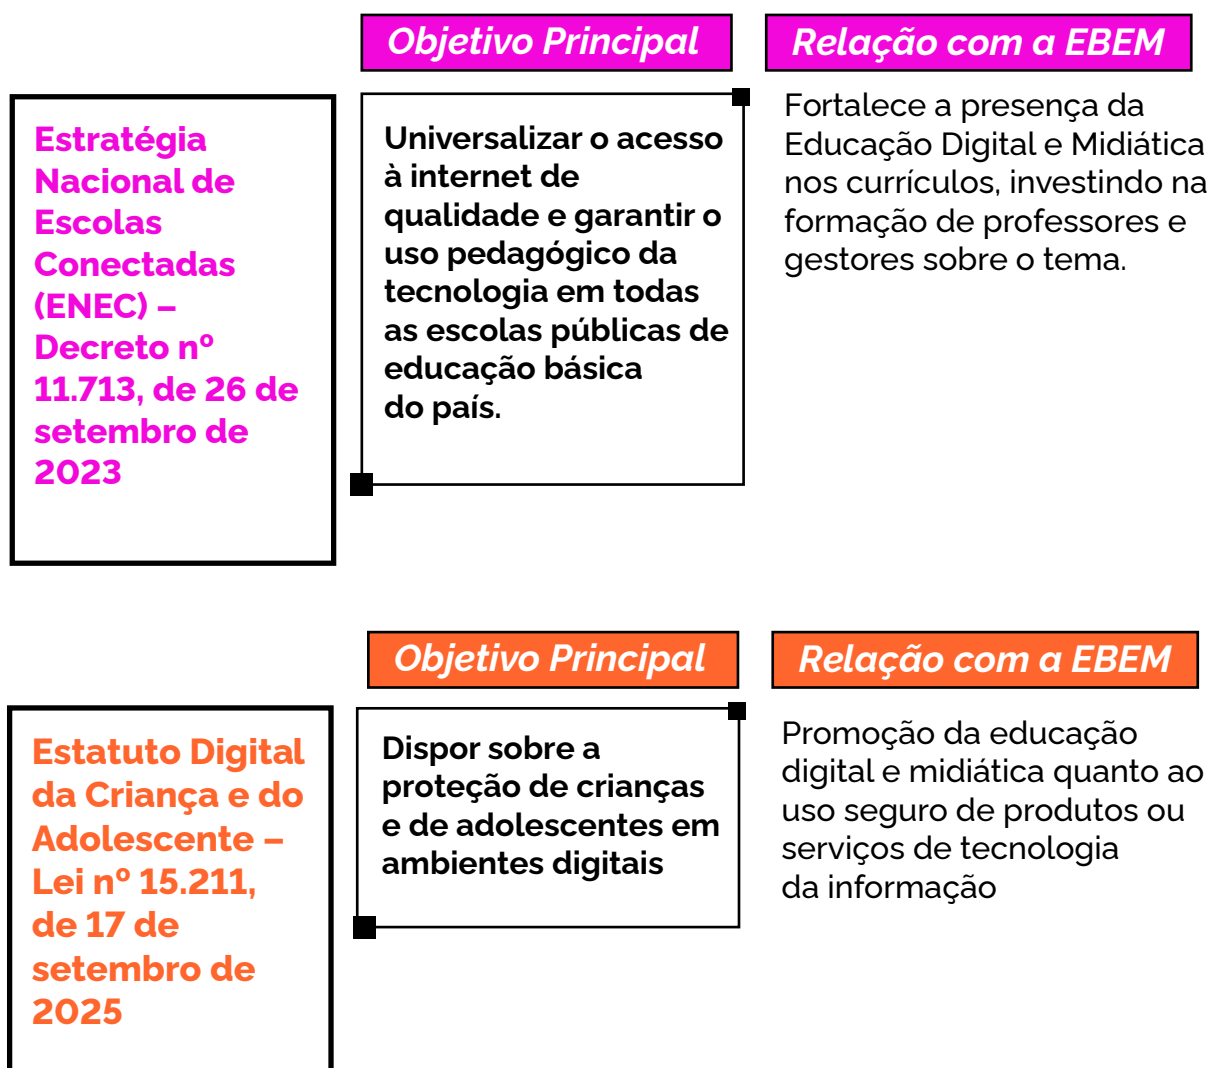 Objetivo Principal
Relação com a EBEM
Estratégia
Nacional de
Escolas
Conectadas
(ENEC) –
Decreto nº
11.713, de 26 de
setembro de
2023
Universalizar o acesso
à internet de
qualidade e garantir o
uso pedagógico da
tecnologia em todas
as escolas públicas de
educação básica
do país.
Fortalece a presença da
Educação Digital e Midiática
nos currículos, investindo na
formação de professores e
gestores sobre o tema.
Objetivo Principal
Relação com a EBEM
Estatuto Digital
da Criança e do
Adolescente –
Lei nº 15.211,
de 17 de
setembro de
2025
Dispor sobre a
proteção de crianças
e de adolescentes em
ambientes digitais
Promoção da educação
digital e midiática quanto ao
uso seguro de produtos ou
serviços de tecnologia
da informação